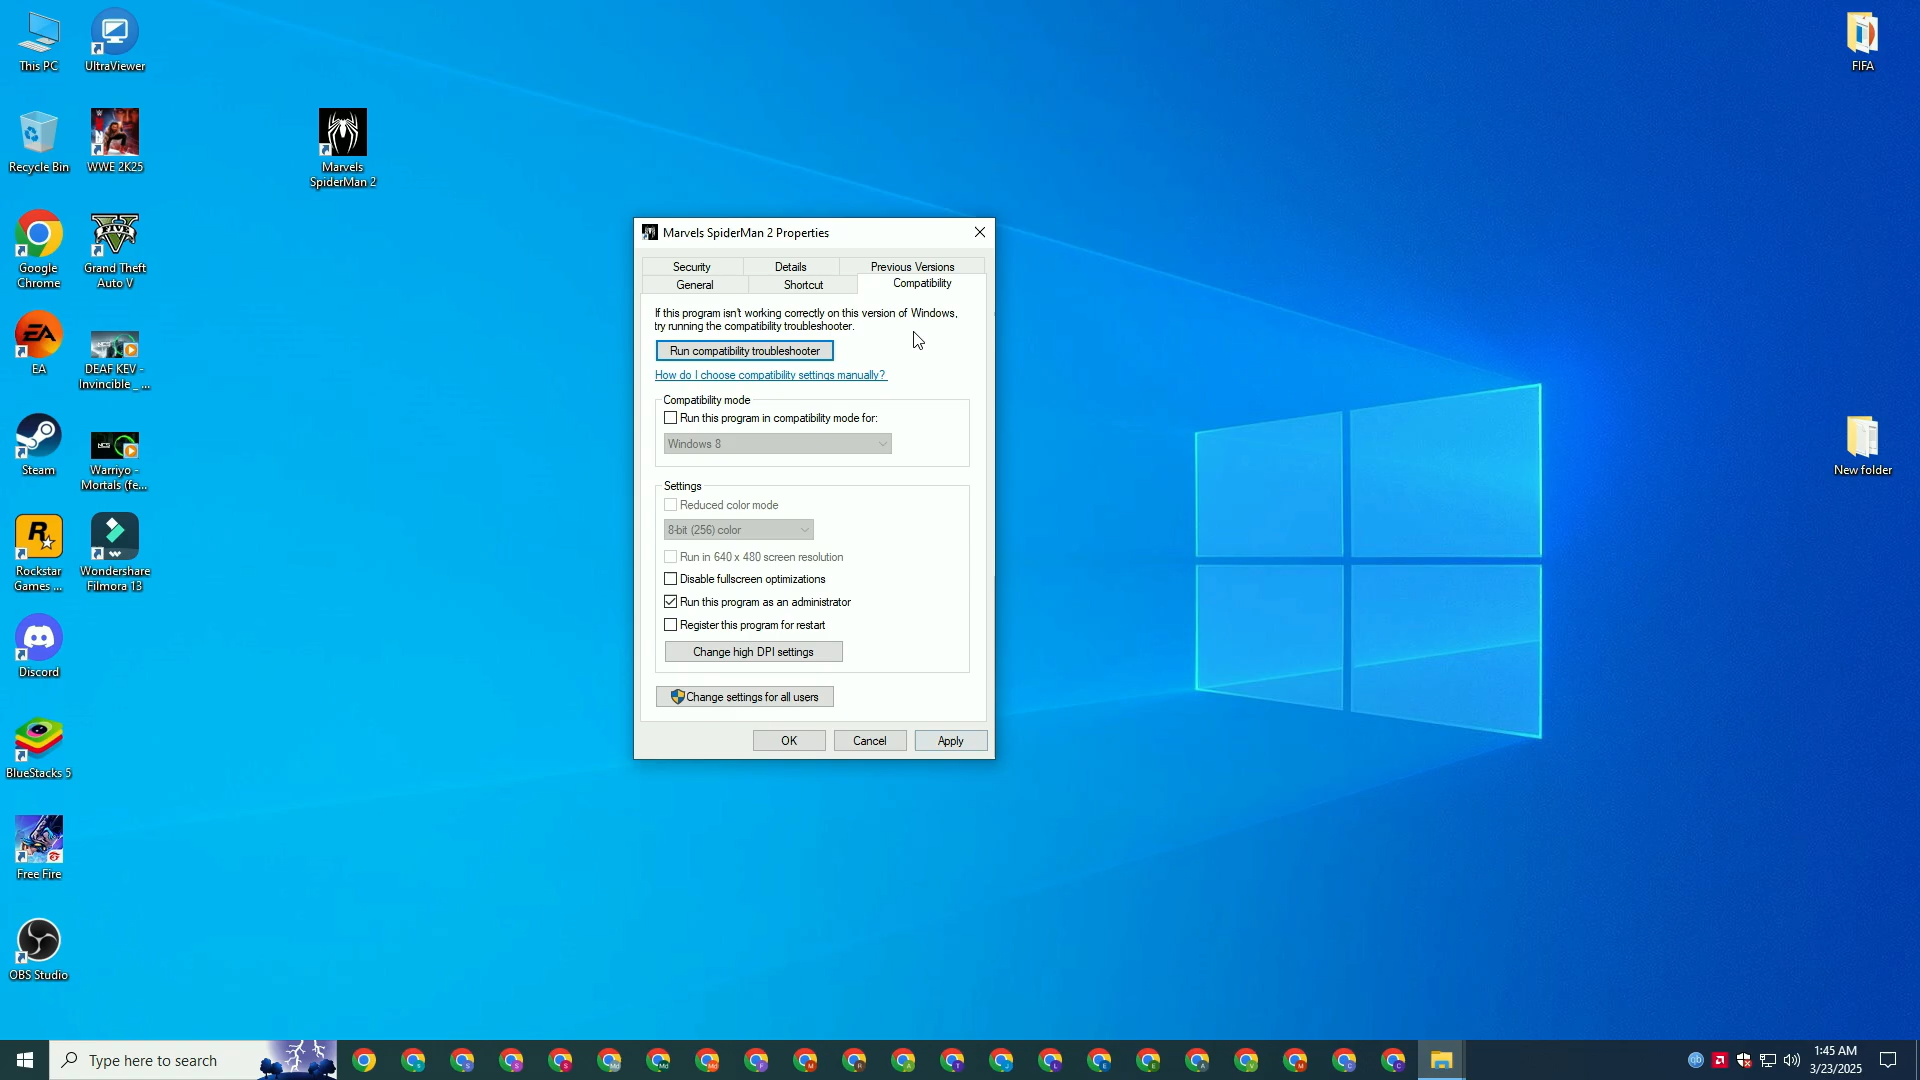 This PC
UltraViewer
Recycle Bin
WWE 2K25
Marvels
SpiderMan 2
Google
Chrome
Grand Theft
Auto V
EA
DEAF KEV -
Invincible _ ...
Steam
Warriyo -
Mortals (fe...
Rockstar
Games ...
Wondershare
Filmora 13
Discord
BlueStacks 5
Free Fire
OBS Studio
FIFA
New folder
Marvels SpiderMan 2 Properties
Security
Details
Previous Versions
General
Shortcut
Compatibility
If this program isn't working correctly on this version of Windows,
try running the compatibility troubleshooter.
Run compatibility troubleshooter
How do I choose compatibility settings manually?
Compatibility mode
Run this program in compatibility mode for:
Windows 8
Settings
Reduced color mode
8-bit (256) color
Run in 640 x 480 screen resolution
Disable fullscreen optimizations
Run this program as an administrator
Register this program for restart
Change high DPI settings
Change settings for all users
OK
Cancel
Apply
Type here to search
1:45 AM
3/23/2025